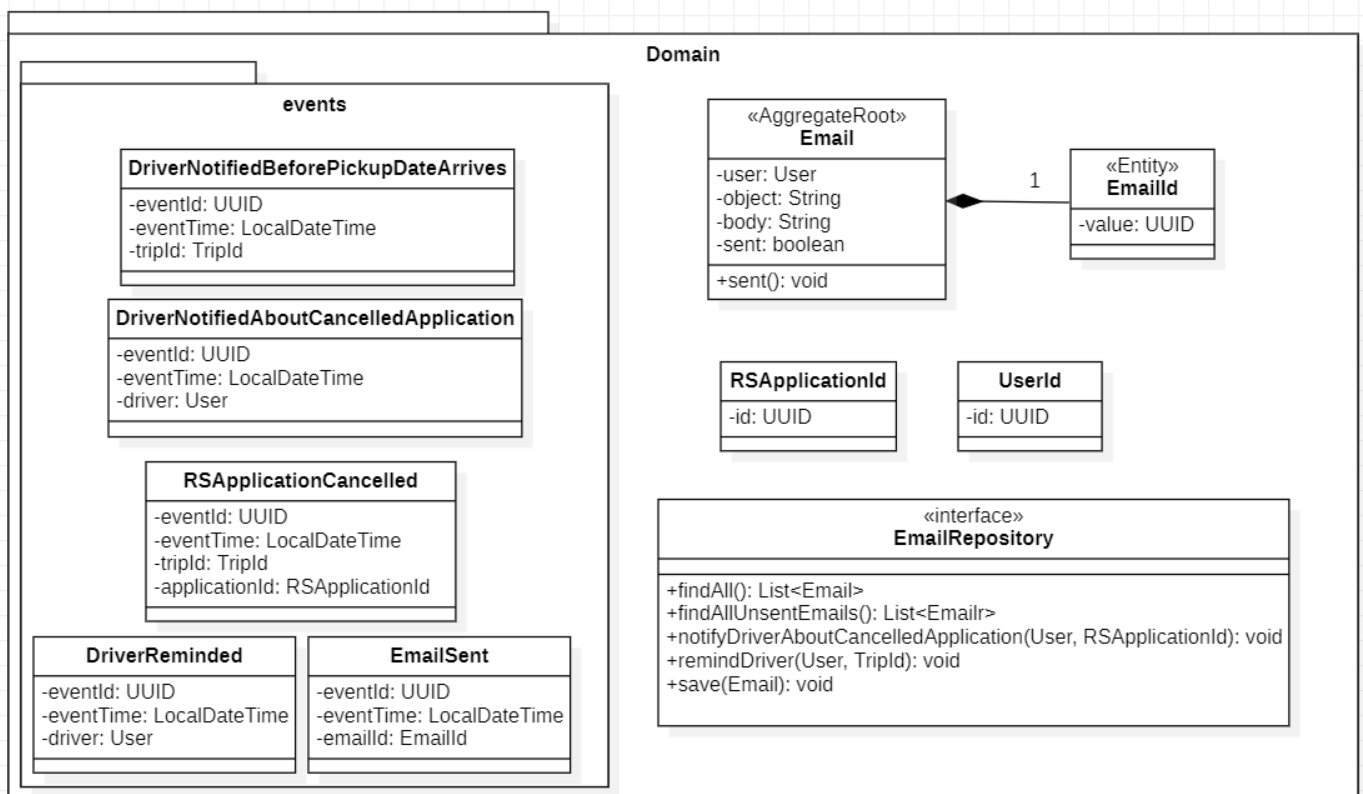 Domain
events
DriverNotifiedBeforePickupDateArrives
-eventId: UUID
-eventTime: LocalDateTime
-tripId: TripId
DriverNotifiedAboutCancelledApplication
-eventId: UUID
-eventTime: LocalDateTime
-driver: User
RSApplicationCancelled
-eventId: UUID
-eventTime: LocalDateTime
-tripId: TripId
-applicationId: RSApplicationId
DriverReminded
-eventId: UUID
-eventTime: LocalDateTime
-driver: User
EmailSent
-eventId: UUID
-eventTime: LocalDateTime
-emailId: EmailId
«AggregateRoot»
Email
-user: User
-object: String
-body: String
-sent: boolean
+sent(): void
1
«Entity»
EmailId
-value: UUID
RSApplicationId
-id: UUID
UserId
-id: UUID
«interface»
EmailRepository
+findAll(): List<Email>
+findAllUnsentEmails(): List<Emailr>
+notifyDriverAboutCancelledApplication(User, RSApplicationId): void
+remindDriver(User, TripId): void
+save(Email): void